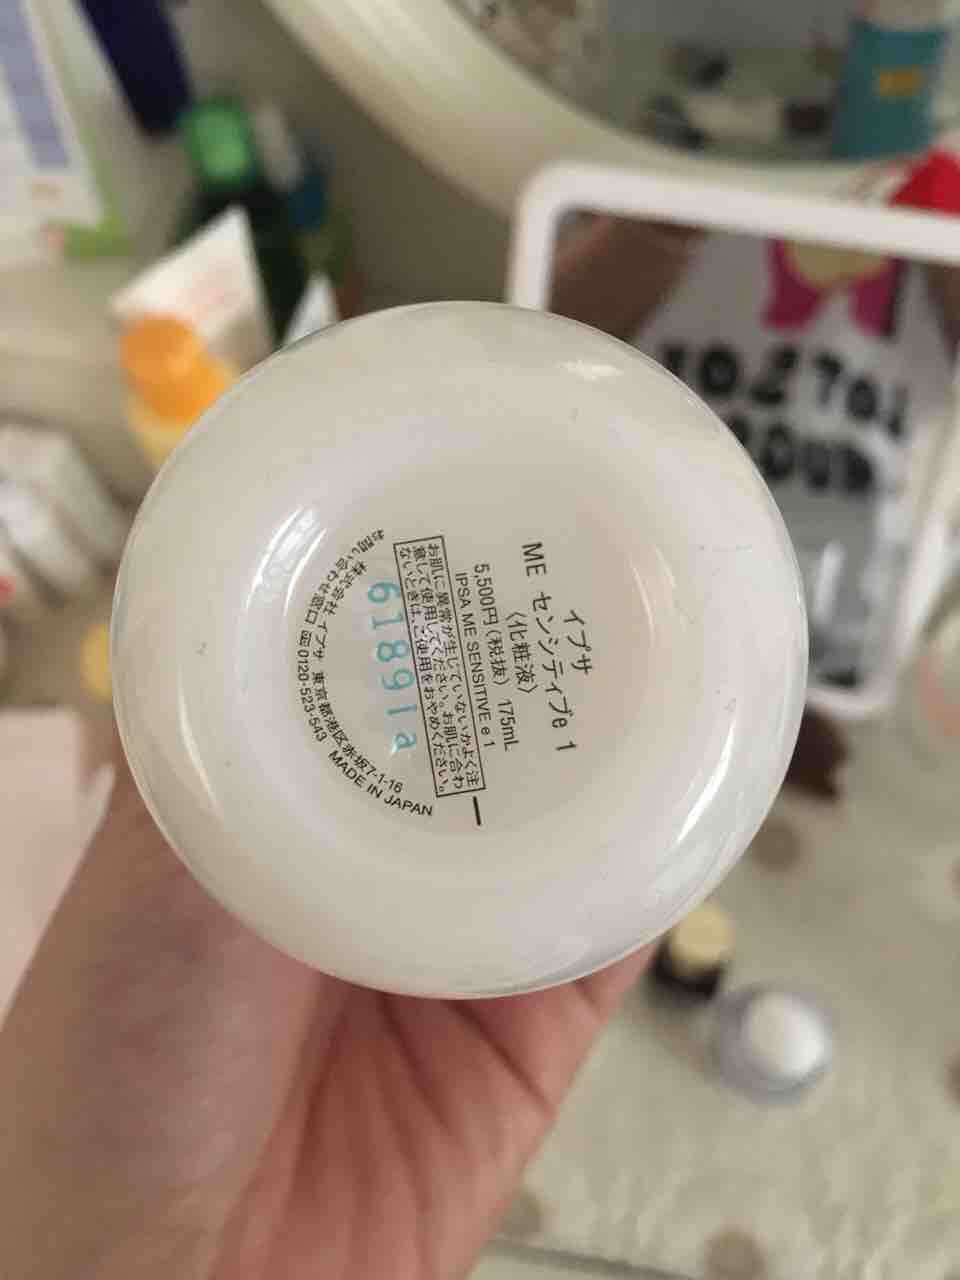 イプサ
ME センシティブe 1
〈化粧液〉
5,500円（税抜） 175mL
IPSA ME SENSITIVE e 1
お肌に異常が生じていないかよく注
意して使用してください。お肌に合わ
ないときは、ご使用をおやめください。
61891a
株式会社 イプサ 東京都港区赤坂7-1-16
お問い合わせ窓口 0120-523-543 MADE IN JAPAN